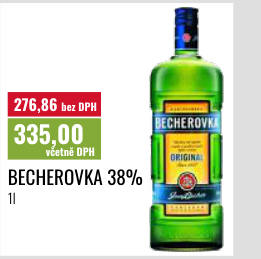 276,86 bez DPH
335,00
včetně DPH
BECHEROVKA 38%
1l
BECHEROVKA
ORIGINAL